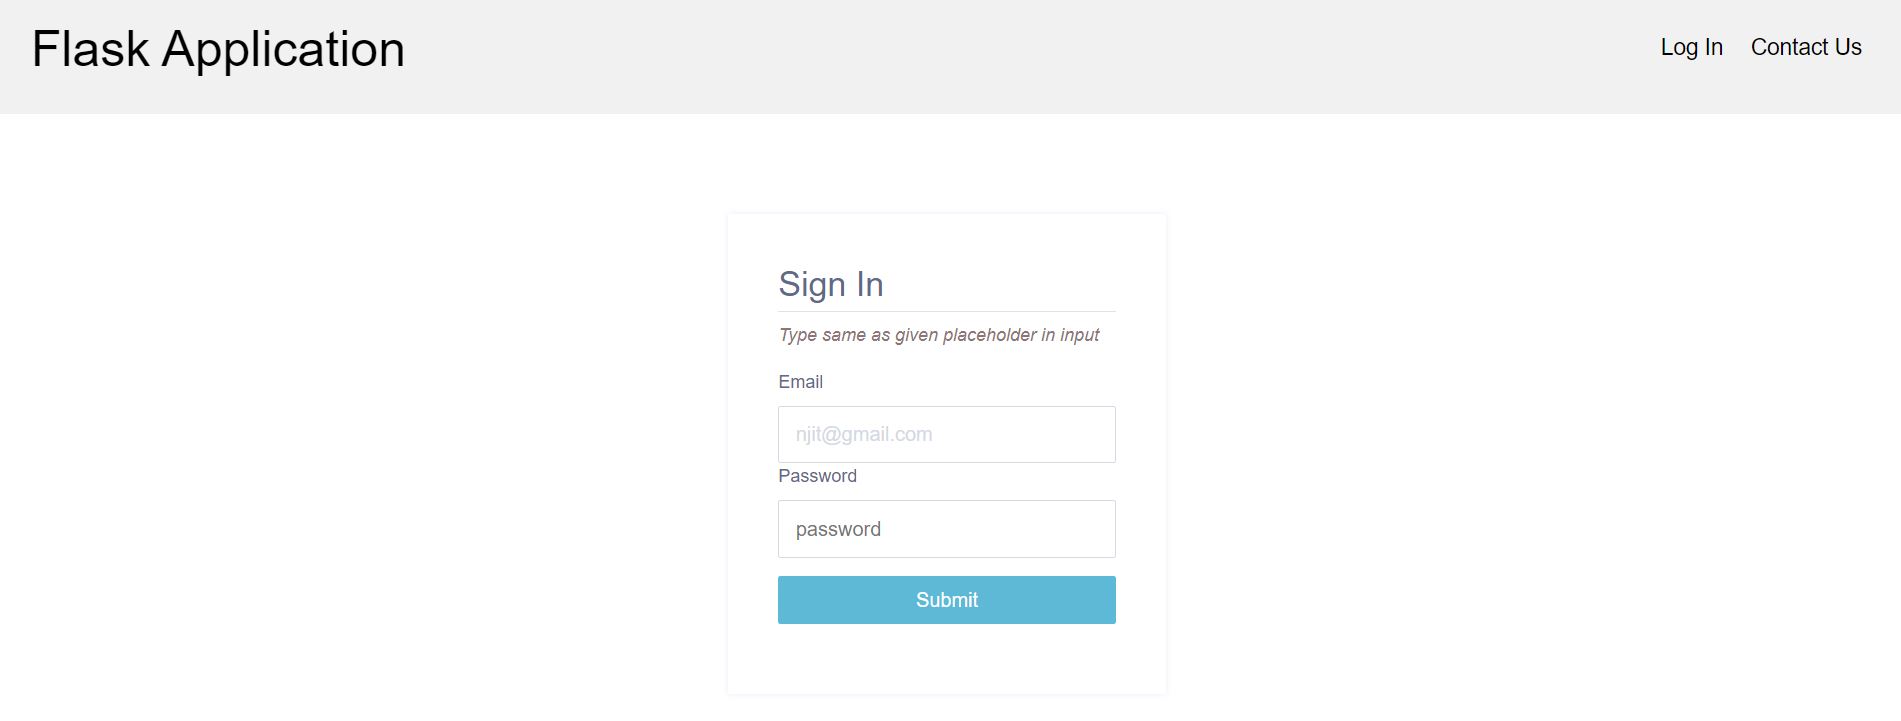 Flask Application
Log In
Contact Us
Sign In
Type same as given placeholder in input
Email
njit@gmail.com
Password
password
Submit